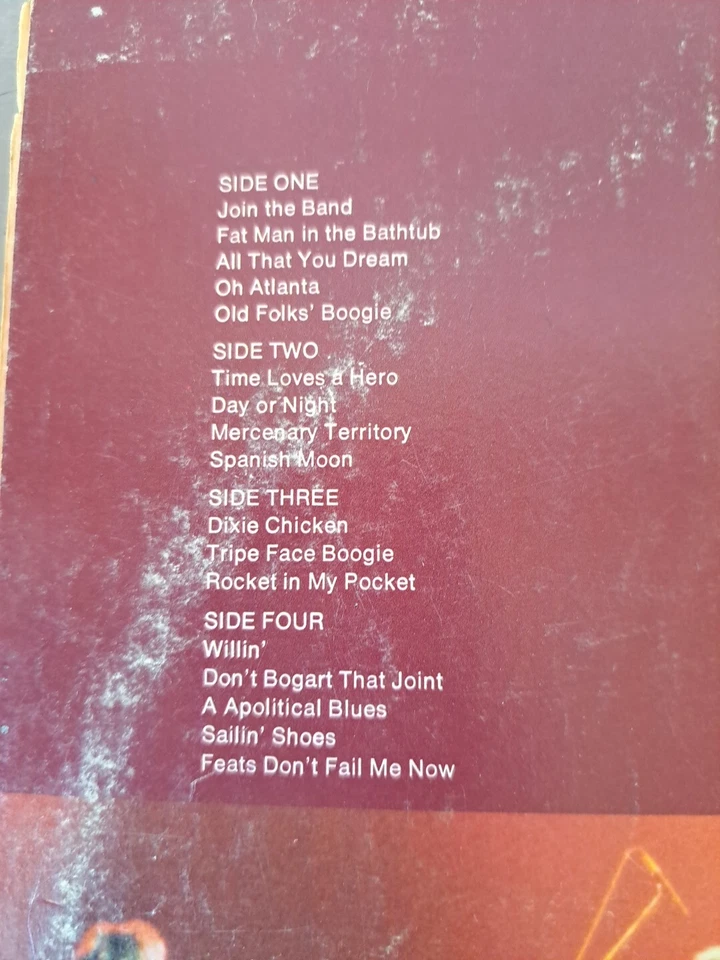 SIDE ONE
Join the Band
Fat Man in the Bathtub
All That You Dream
Oh Atlanta
Old Folks' Boogie
SIDE TWO
Time Loves a Hero
Day or Night
Mercenary Territory
Spanish Moon
SIDE THREE
Dixie Chicken
Tripe Face Boogie
Rocket in My Pocket
SIDE FOUR
Willin'
Don't Bogart That Joint
A Apolitical Blues
Sailin' Shoes
Feats Don't Fail Me Now